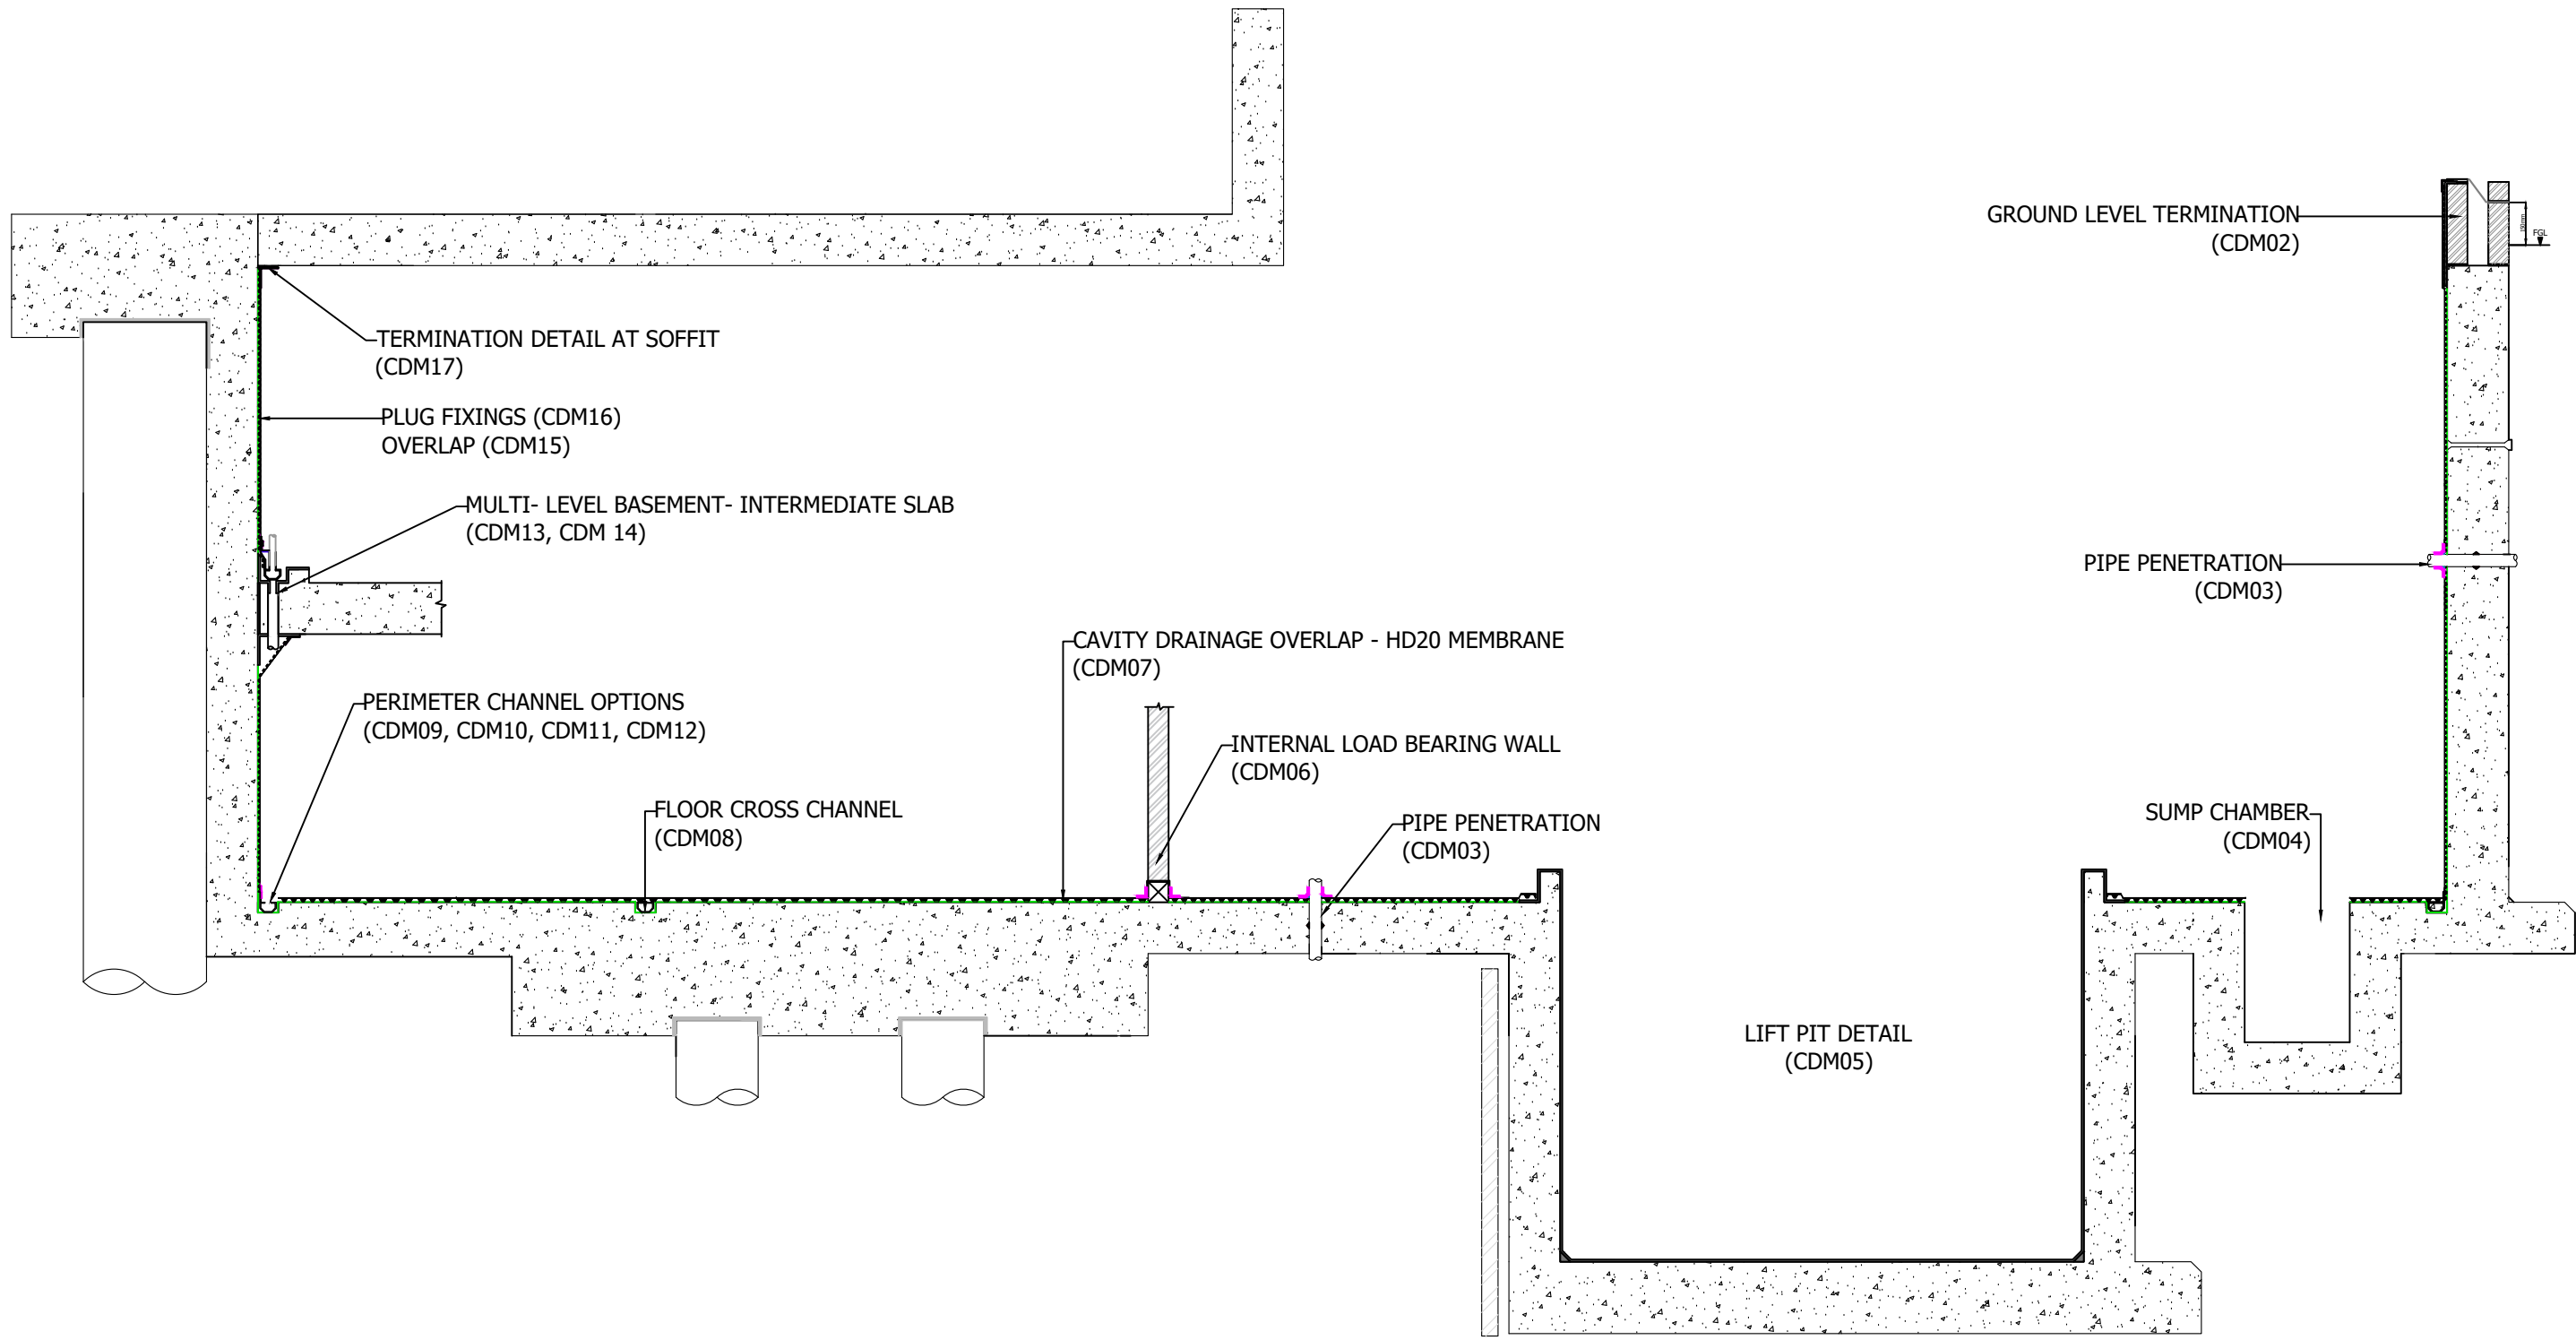 GROUND LEVEL TERMINATION
(CDM02)
150mm
FGL
TERMINATION DETAIL AT SOFFIT
(CDM17)
PLUG FIXINGS (CDM16)
OVERLAP (CDM15)
MULTI- LEVEL BASEMENT- INTERMEDIATE SLAB
(CDM13, CDM 14)
PIPE PENETRATION
(CDM03)
CAVITY DRAINAGE OVERLAP - HD20 MEMBRANE
(CDM07)
PERIMETER CHANNEL OPTIONS
(CDM09, CDM10, CDM11, CDM12)
INTERNAL LOAD BEARING WALL
(CDM06)
FLOOR CROSS CHANNEL
(CDM08)
PIPE PENETRATION
(CDM03)
SUMP CHAMBER
(CDM04)
LIFT PIT DETAIL
(CDM05)